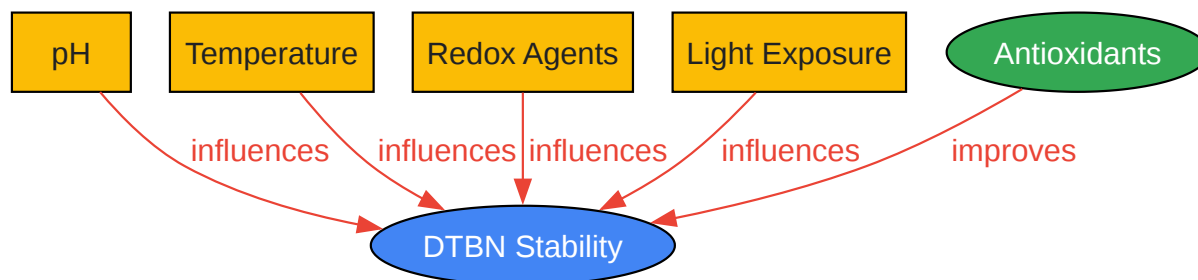 pH
Temperature
Redox Agents
Light Exposure
Antioxidants
influences
influences
influences
influences
improves
DTBN Stability